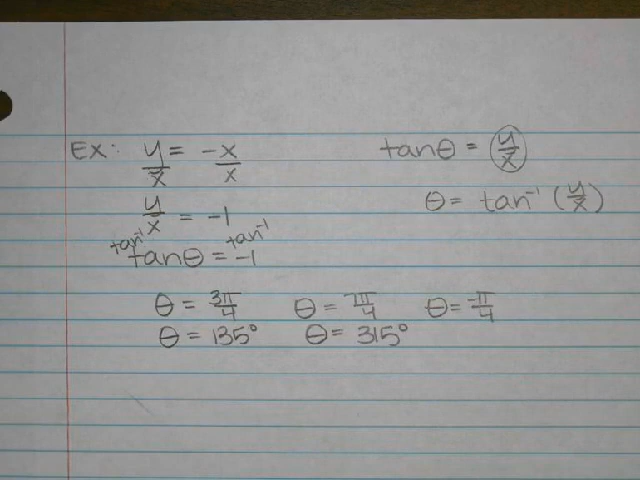 Ex: y/x = -x/x
tanθ = y/x
θ = tan⁻¹ (y/x)
y/x = -1
tan⁻¹ tan⁻¹
tanθ = -1
θ = 3π/4 θ = 7π/4 θ = -π/4
θ = 135° θ = 315°